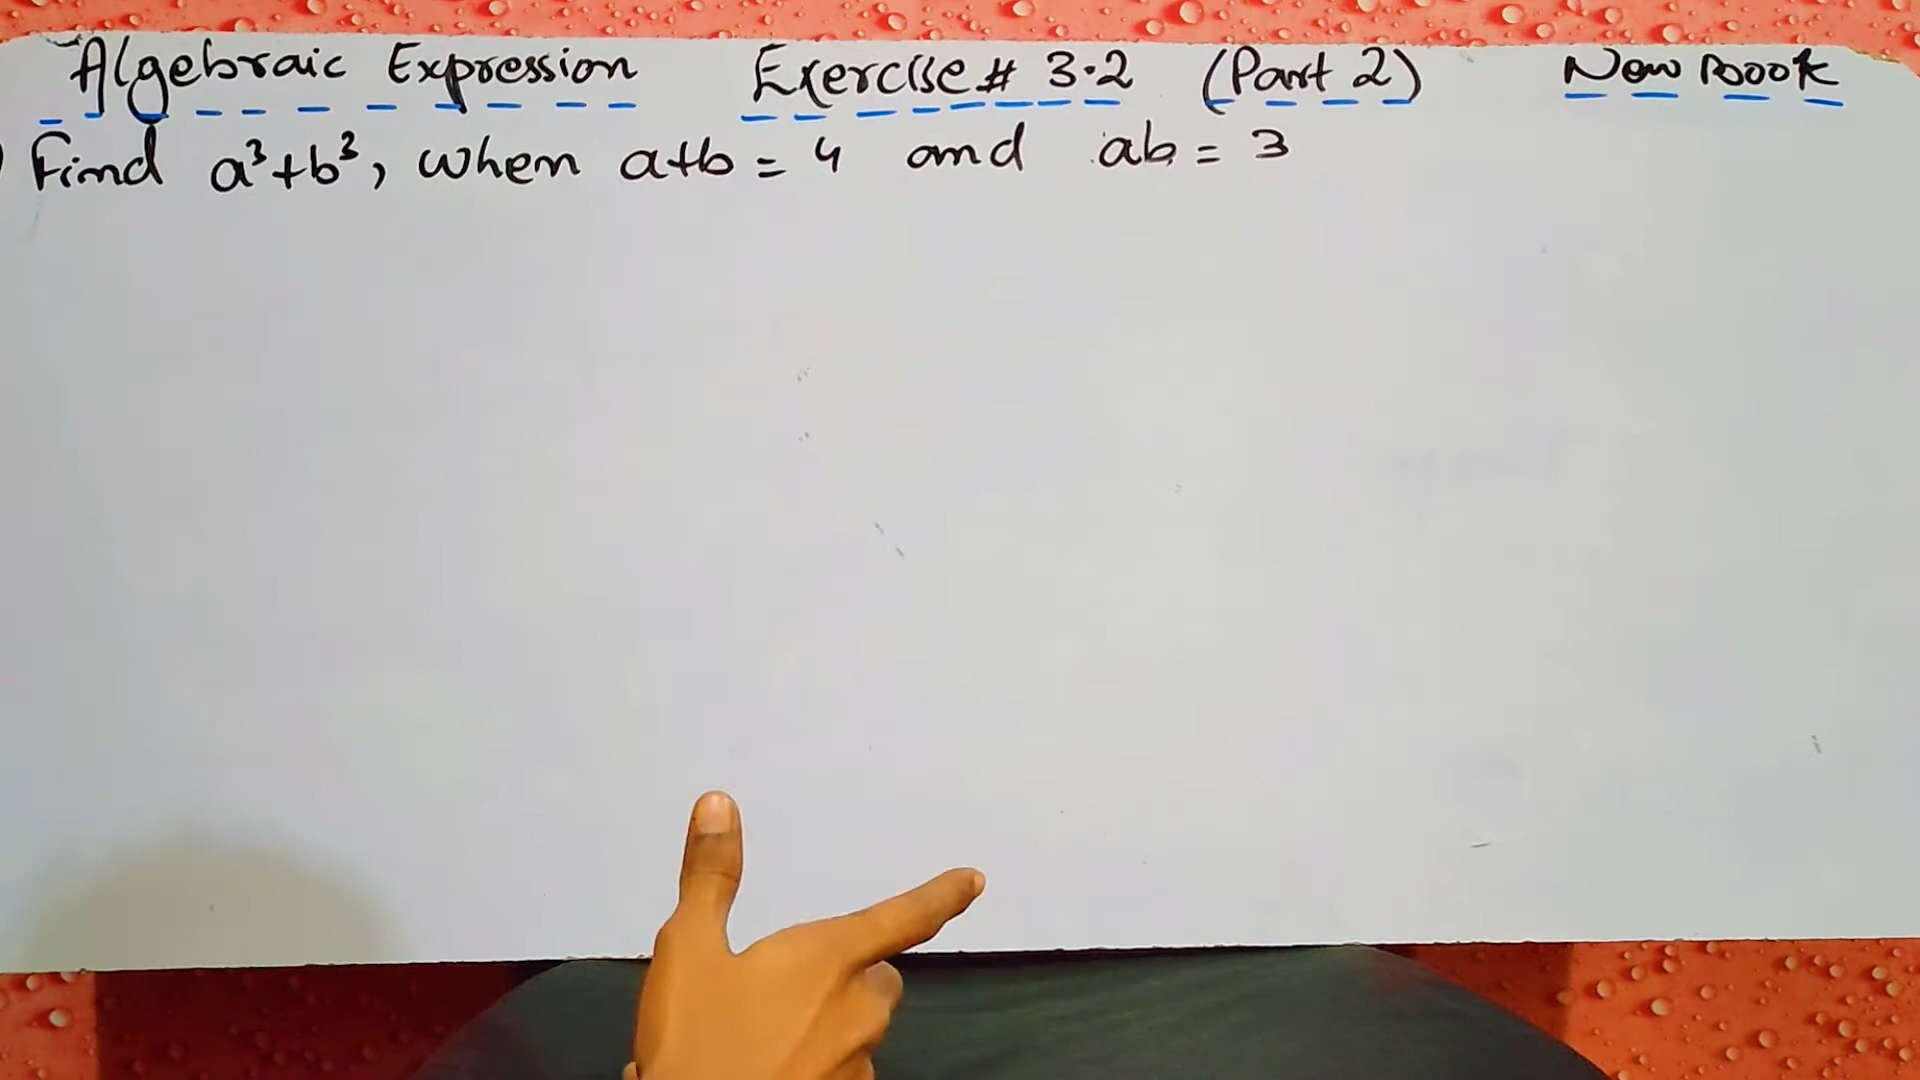 Algebraic Expression Exercise # 3.2 (Part 2) New Book
) Find a³+b³, when a+b = 4 and ab = 3